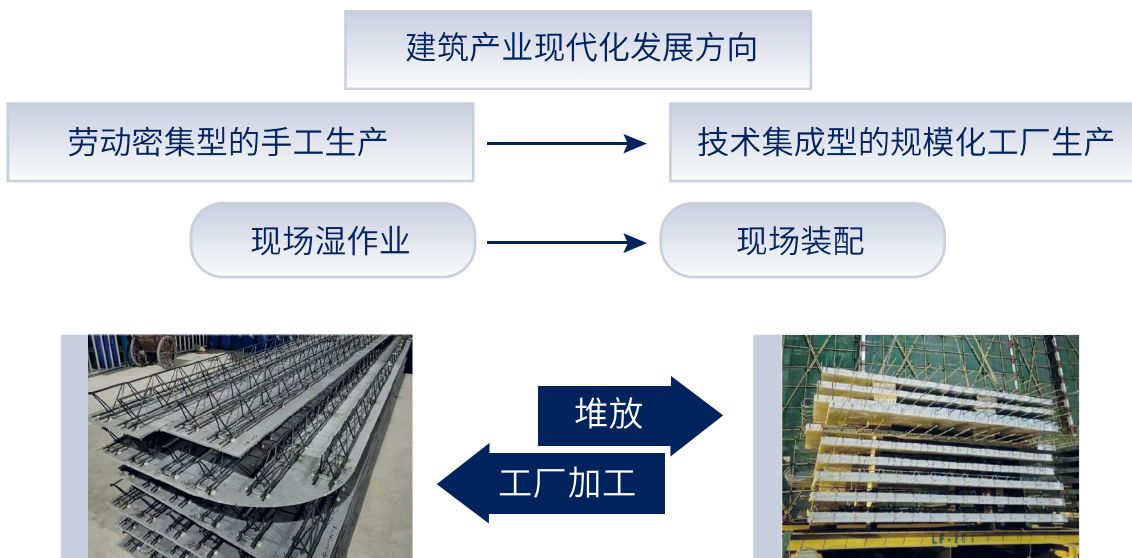 建筑产业现代化发展方向
劳动密集型的手工生产
技术集成型的规模化工厂生产
现场湿作业
现场装配
堆放
工厂加工